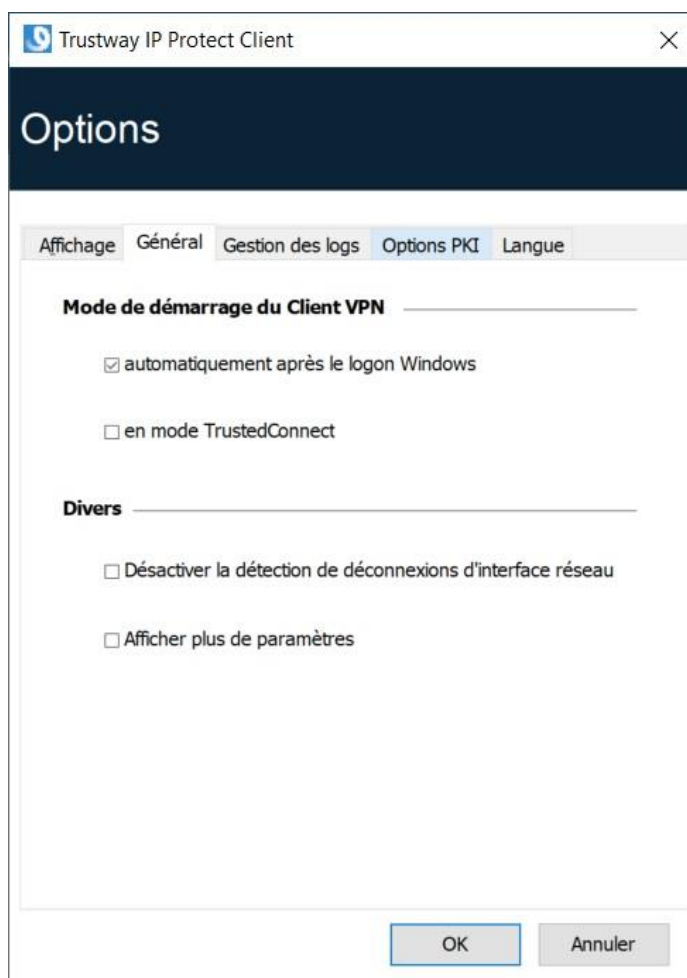 Trustway IP Protect Client
Options
Affichage Général Gestion des logs Options PKI Langue
Mode de démarrage du Client VPN
automatiquement après le logon Windows
en mode TrustedConnect
Divers
Désactiver la détection de déconnexions d'interface réseau
Afficher plus de paramètres
OK Annuler